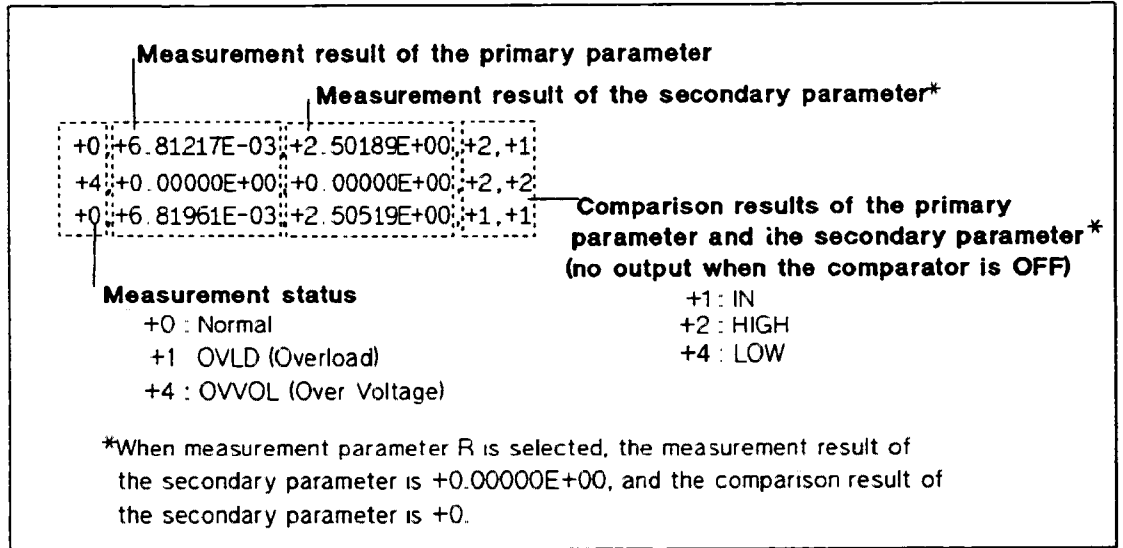 Measurement result of the primary parameter
Measurement result of the secondary parameter*
+0,+6.81217E-03,+2.50189E+00,+2,+1
+4,+0.00000E+00,+0.00000E+00,+2,+2
+0,+6.81961E-03,+2.50519E+00,+1,+1
Comparison results of the primary
parameter and the secondary parameter*
(no output when the comparator is OFF)
+1 : IN
+2 : HIGH
+4 : LOW
Measurement status
+0 : Normal
+1 OVLD (Overload)
+4 : OVVOL (Over Voltage)
*When measurement parameter R is selected, the measurement result of
the secondary parameter is +0.00000E+00, and the comparison result of
the secondary parameter is +0.